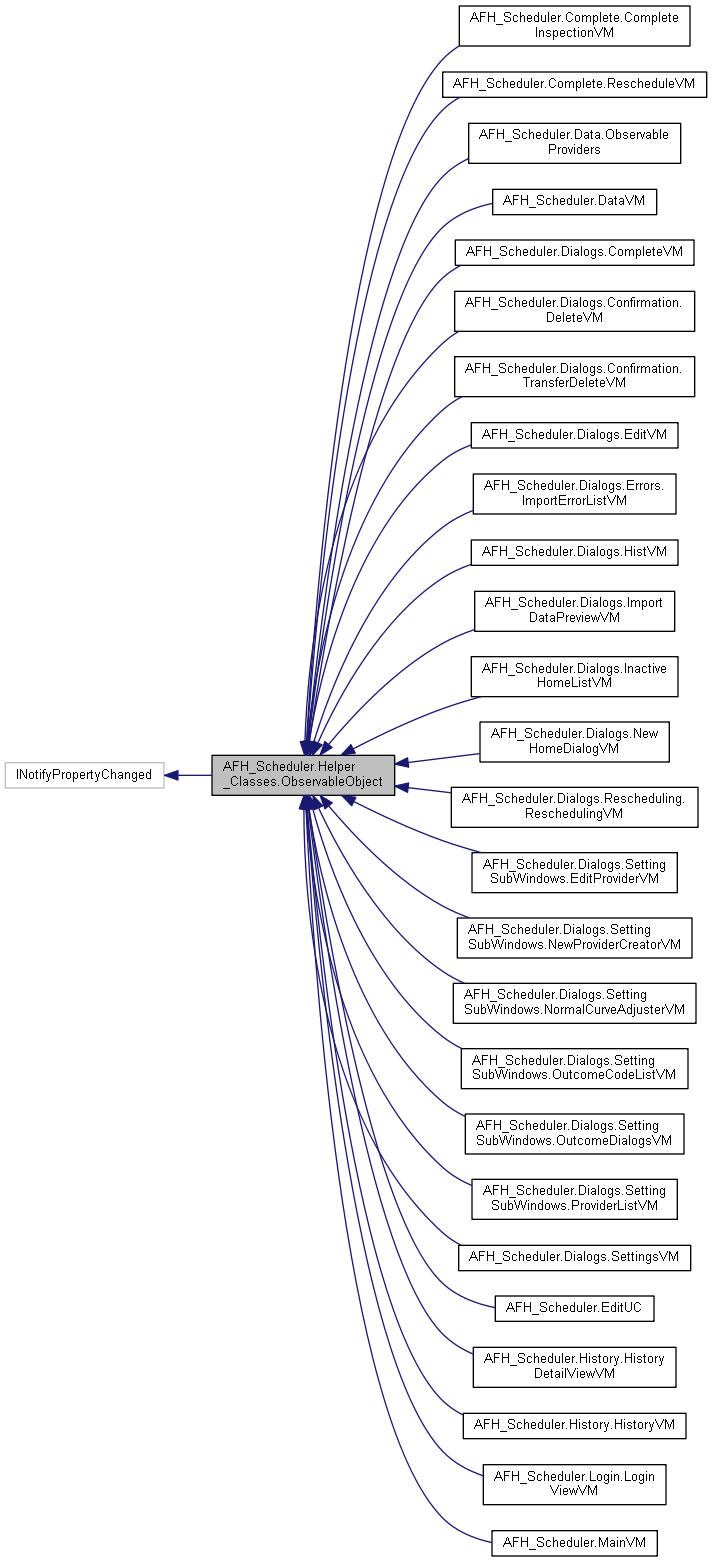 AFH_Scheduler.Complete.Complete
InspectionVM
AFH_Scheduler.Complete.RescheduleVM
AFH_Scheduler.Data.Observable
Providers
AFH_Scheduler.DataVM
AFH_Scheduler.Dialogs.CompleteVM
AFH_Scheduler.Dialogs.Confirmation.
DeleteVM
AFH_Scheduler.Dialogs.Confirmation.
TransferDeleteVM
AFH_Scheduler.Dialogs.EditVM
AFH_Scheduler.Dialogs.Errors.
ImportErrorListVM
AFH_Scheduler.Dialogs.HistVM
AFH_Scheduler.Dialogs.Import
DataPreviewVM
AFH_Scheduler.Dialogs.Inactive
HomeListVM
AFH_Scheduler.Dialogs.New
HomeDialogVM
INotifyPropertyChanged
AFH_Scheduler.Helper
_Classes.ObservableObject
AFH_Scheduler.Dialogs.Rescheduling.
ReschedulingVM
AFH_Scheduler.Dialogs.Setting
SubWindows.EditProviderVM
AFH_Scheduler.Dialogs.Setting
SubWindows.NewProviderCreatorVM
AFH_Scheduler.Dialogs.Setting
SubWindows.NormalCurveAdjusterVM
AFH_Scheduler.Dialogs.Setting
SubWindows.OutcomeCodeListVM
AFH_Scheduler.Dialogs.Setting
SubWindows.OutcomeDialogsVM
AFH_Scheduler.Dialogs.Setting
SubWindows.ProviderListVM
AFH_Scheduler.Dialogs.SettingsVM
AFH_Scheduler.EditUC
AFH_Scheduler.History.History
DetailViewVM
AFH_Scheduler.History.HistoryVM
AFH_Scheduler.Login.Login
ViewVM
AFH_Scheduler.MainVM